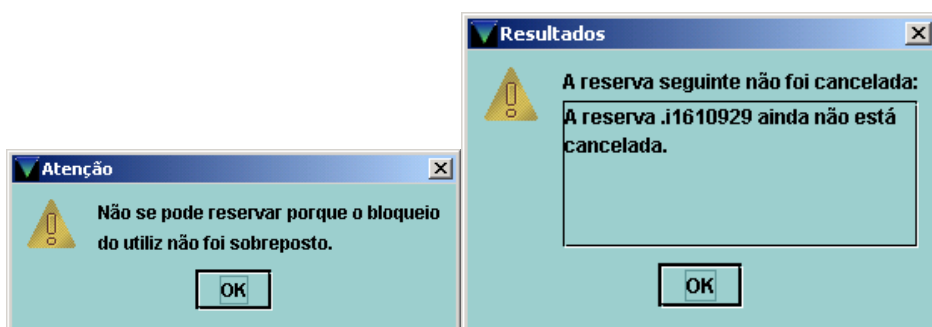 Atenção
Não se pode reservar porque o bloqueio
do utiliz não foi sobreposto.
OK
Resultados
A reserva seguinte não foi cancelada:
A reserva .i1610929 ainda não está
cancelada.
OK